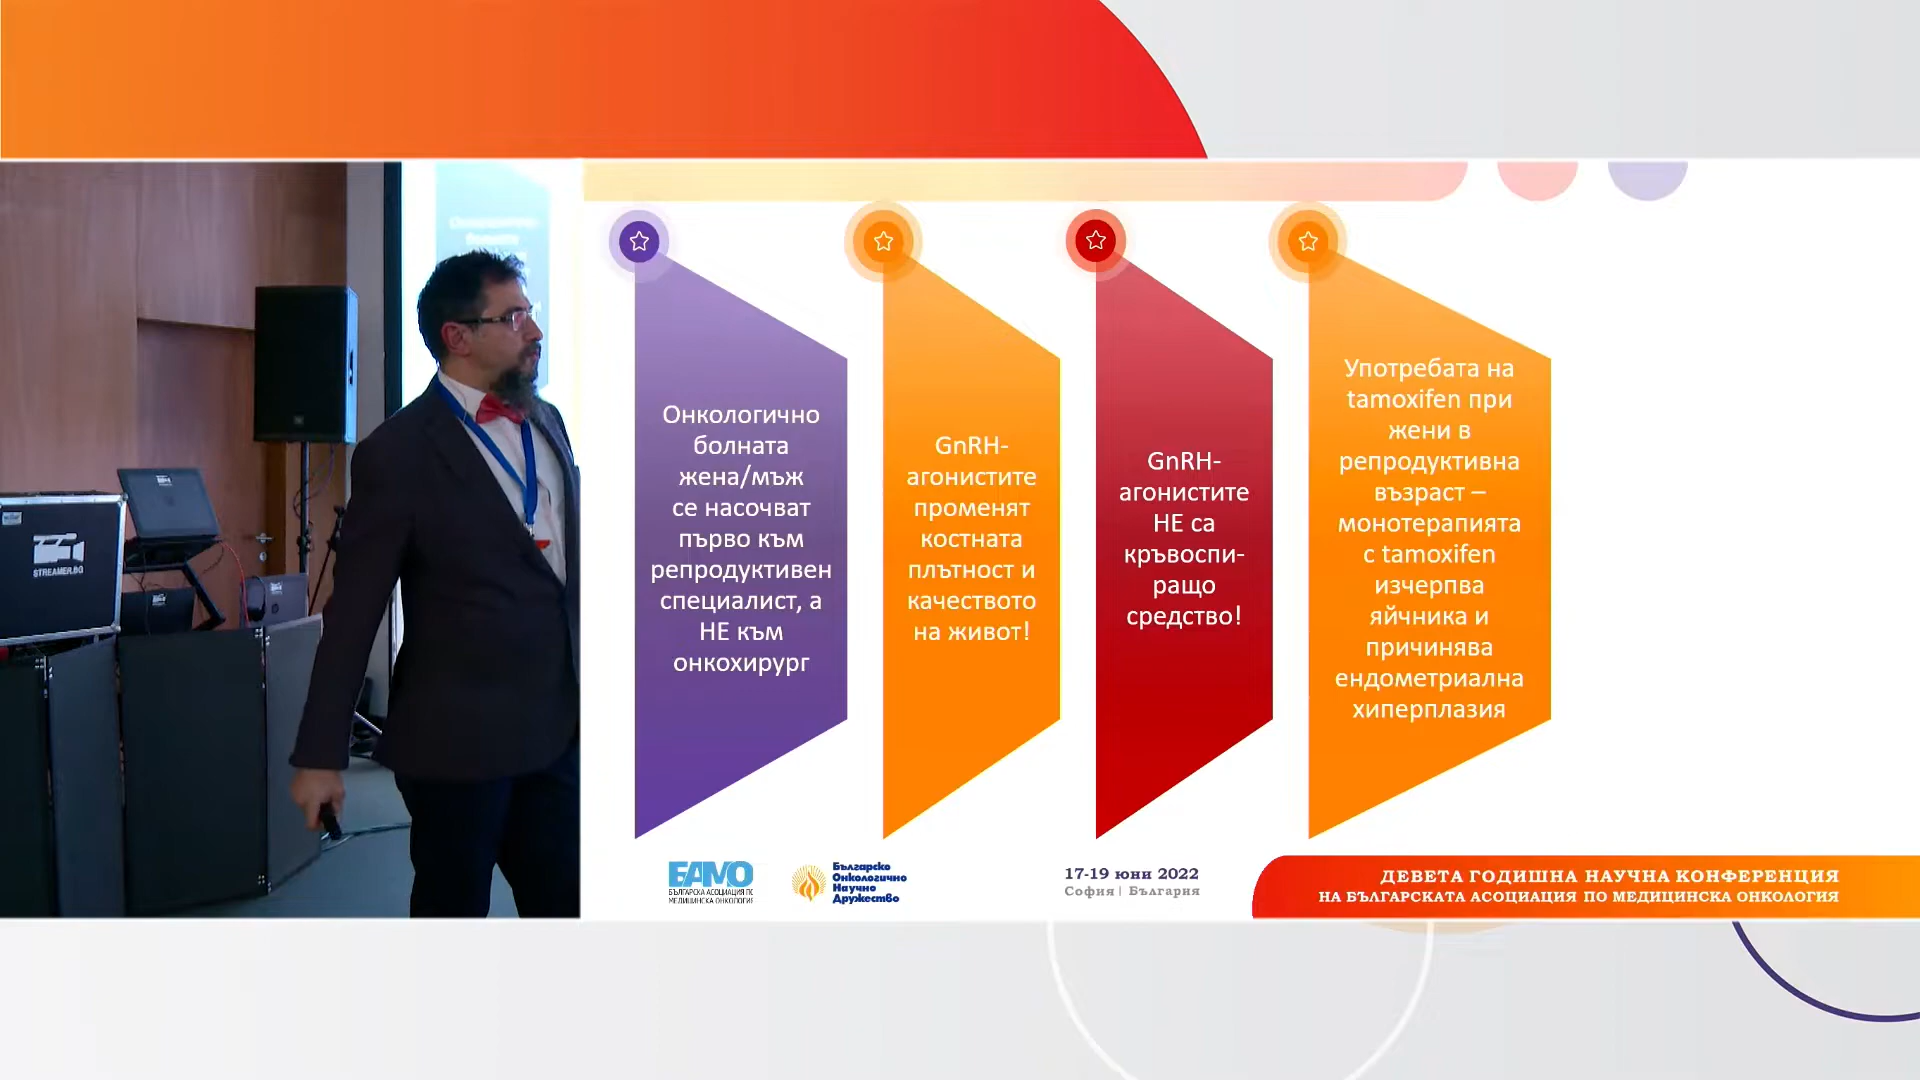 Онкологично
болната
жена/мъж
се насочват
първо към
репродуктивен
специалист, а
НЕ към
онкохирург
GnRH-
агонистите
променят
костната
плътност и
качеството
на живот!
GnRH-
агонистите
НЕ са
кръвоспи-
ращо
средство!
Употребата на
tamoxifen при
жени в
репродуктивна
възраст –
монотерапията
с tamoxifen
изчерпва
яйчника и
причинява
ендометриална
хиперплазия
STREAMER.BG
БАМО
БЪЛГАРСКА АСОЦИАЦИЯ ПО
МЕДИЦИНСКА ОНКОЛОГИЯ
Българско
Онкологично
Научно
Дружество
17-19 юни 2022
София | България
ДЕВЕТА ГОДИШНА НАУЧНА КОНФЕРЕНЦИЯ
НА БЪЛГАРСКАТА АСОЦИАЦИЯ ПО МЕДИЦИНСКА ОНКОЛОГИЯ